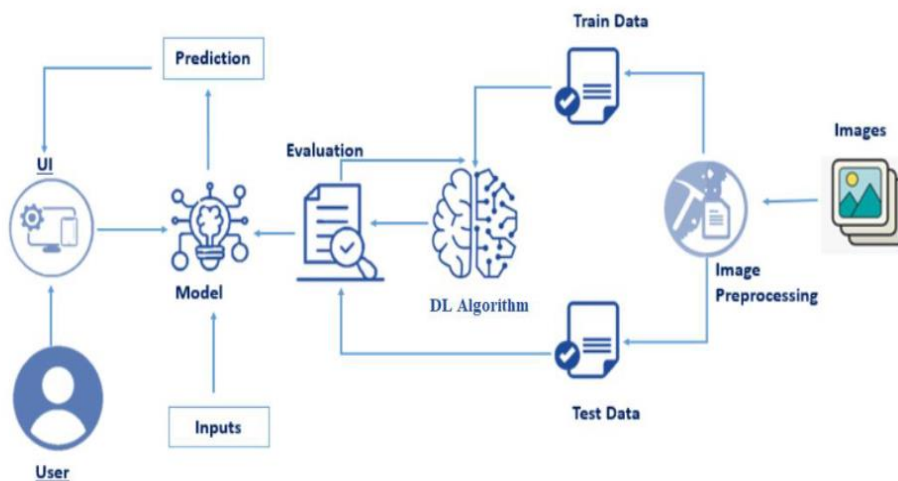 Train Data
Prediction
Images
Evaluation
UI
Model
DL Algorithm
Image
Preprocessing
Inputs
Test Data
User